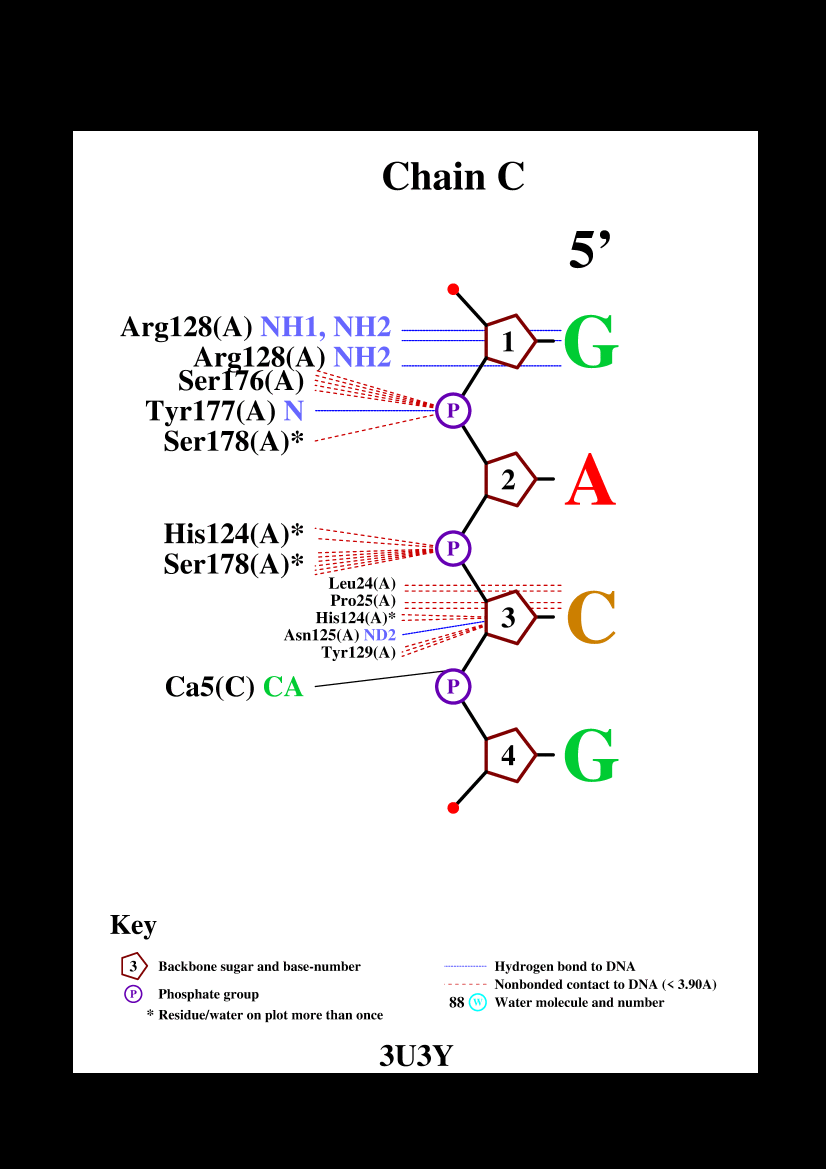 Chain C
5’
Arg128(A) NH1, NH2
1
G
Arg128(A) NH2
Ser176(A)
Tyr177(A) N
P
Ser178(A)*
2
A
His124(A)*
P
Ser178(A)*
Leu24(A)
Pro25(A)
His124(A)*
3
C
Asn125(A) ND2
Tyr129(A)
Ca5(C) CA
P
4
G
Key
3 Backbone sugar and base-number
P Phosphate group
* Residue/water on plot more than once
Hydrogen bond to DNA
Nonbonded contact to DNA (< 3.90A)
88 W Water molecule and number
3U3Y